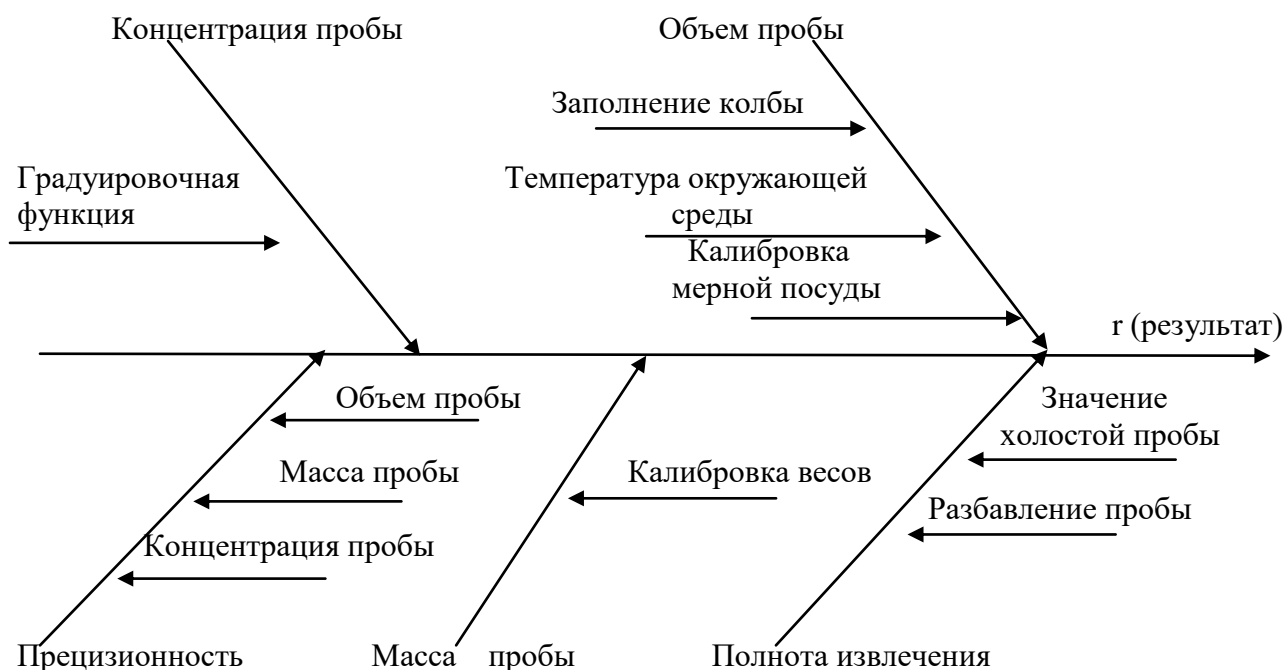 Концентрация пробы
Объем пробы
Заполнение колбы
Градуировочная
функция
Температура окружающей
среды
Калибровка
мерной посуды
r (результат)
Объем пробы
Масса пробы
Концентрация пробы
Калибровка весов
Значение
холостой пробы
Разбавление пробы
Прецизионность
Масса пробы
Полнота извлечения